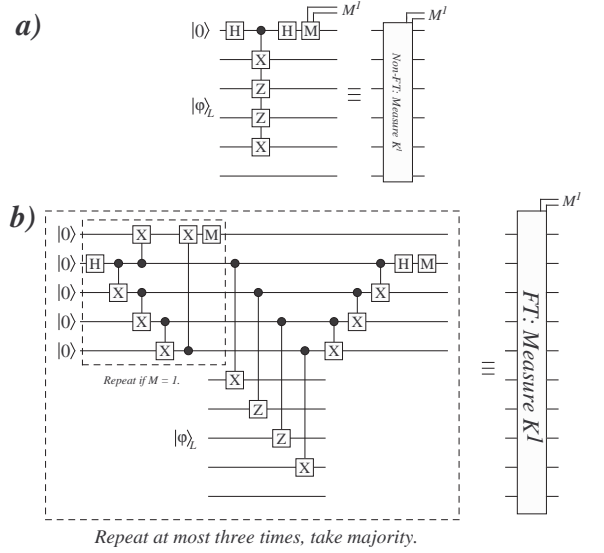 a)
M¹
M¹
|0⟩ H H M
X
Z
|φ⟩L
Z
X
Non-FT: Measure K¹
b)
M¹
|0⟩ X X M
|0⟩ H H M
|0⟩ X X
|0⟩ X X
|0⟩ X X
Repeat if M = 1.
X
Z
|φ⟩L Z
X
FT: Measure K¹
Repeat at most three times, take majority.